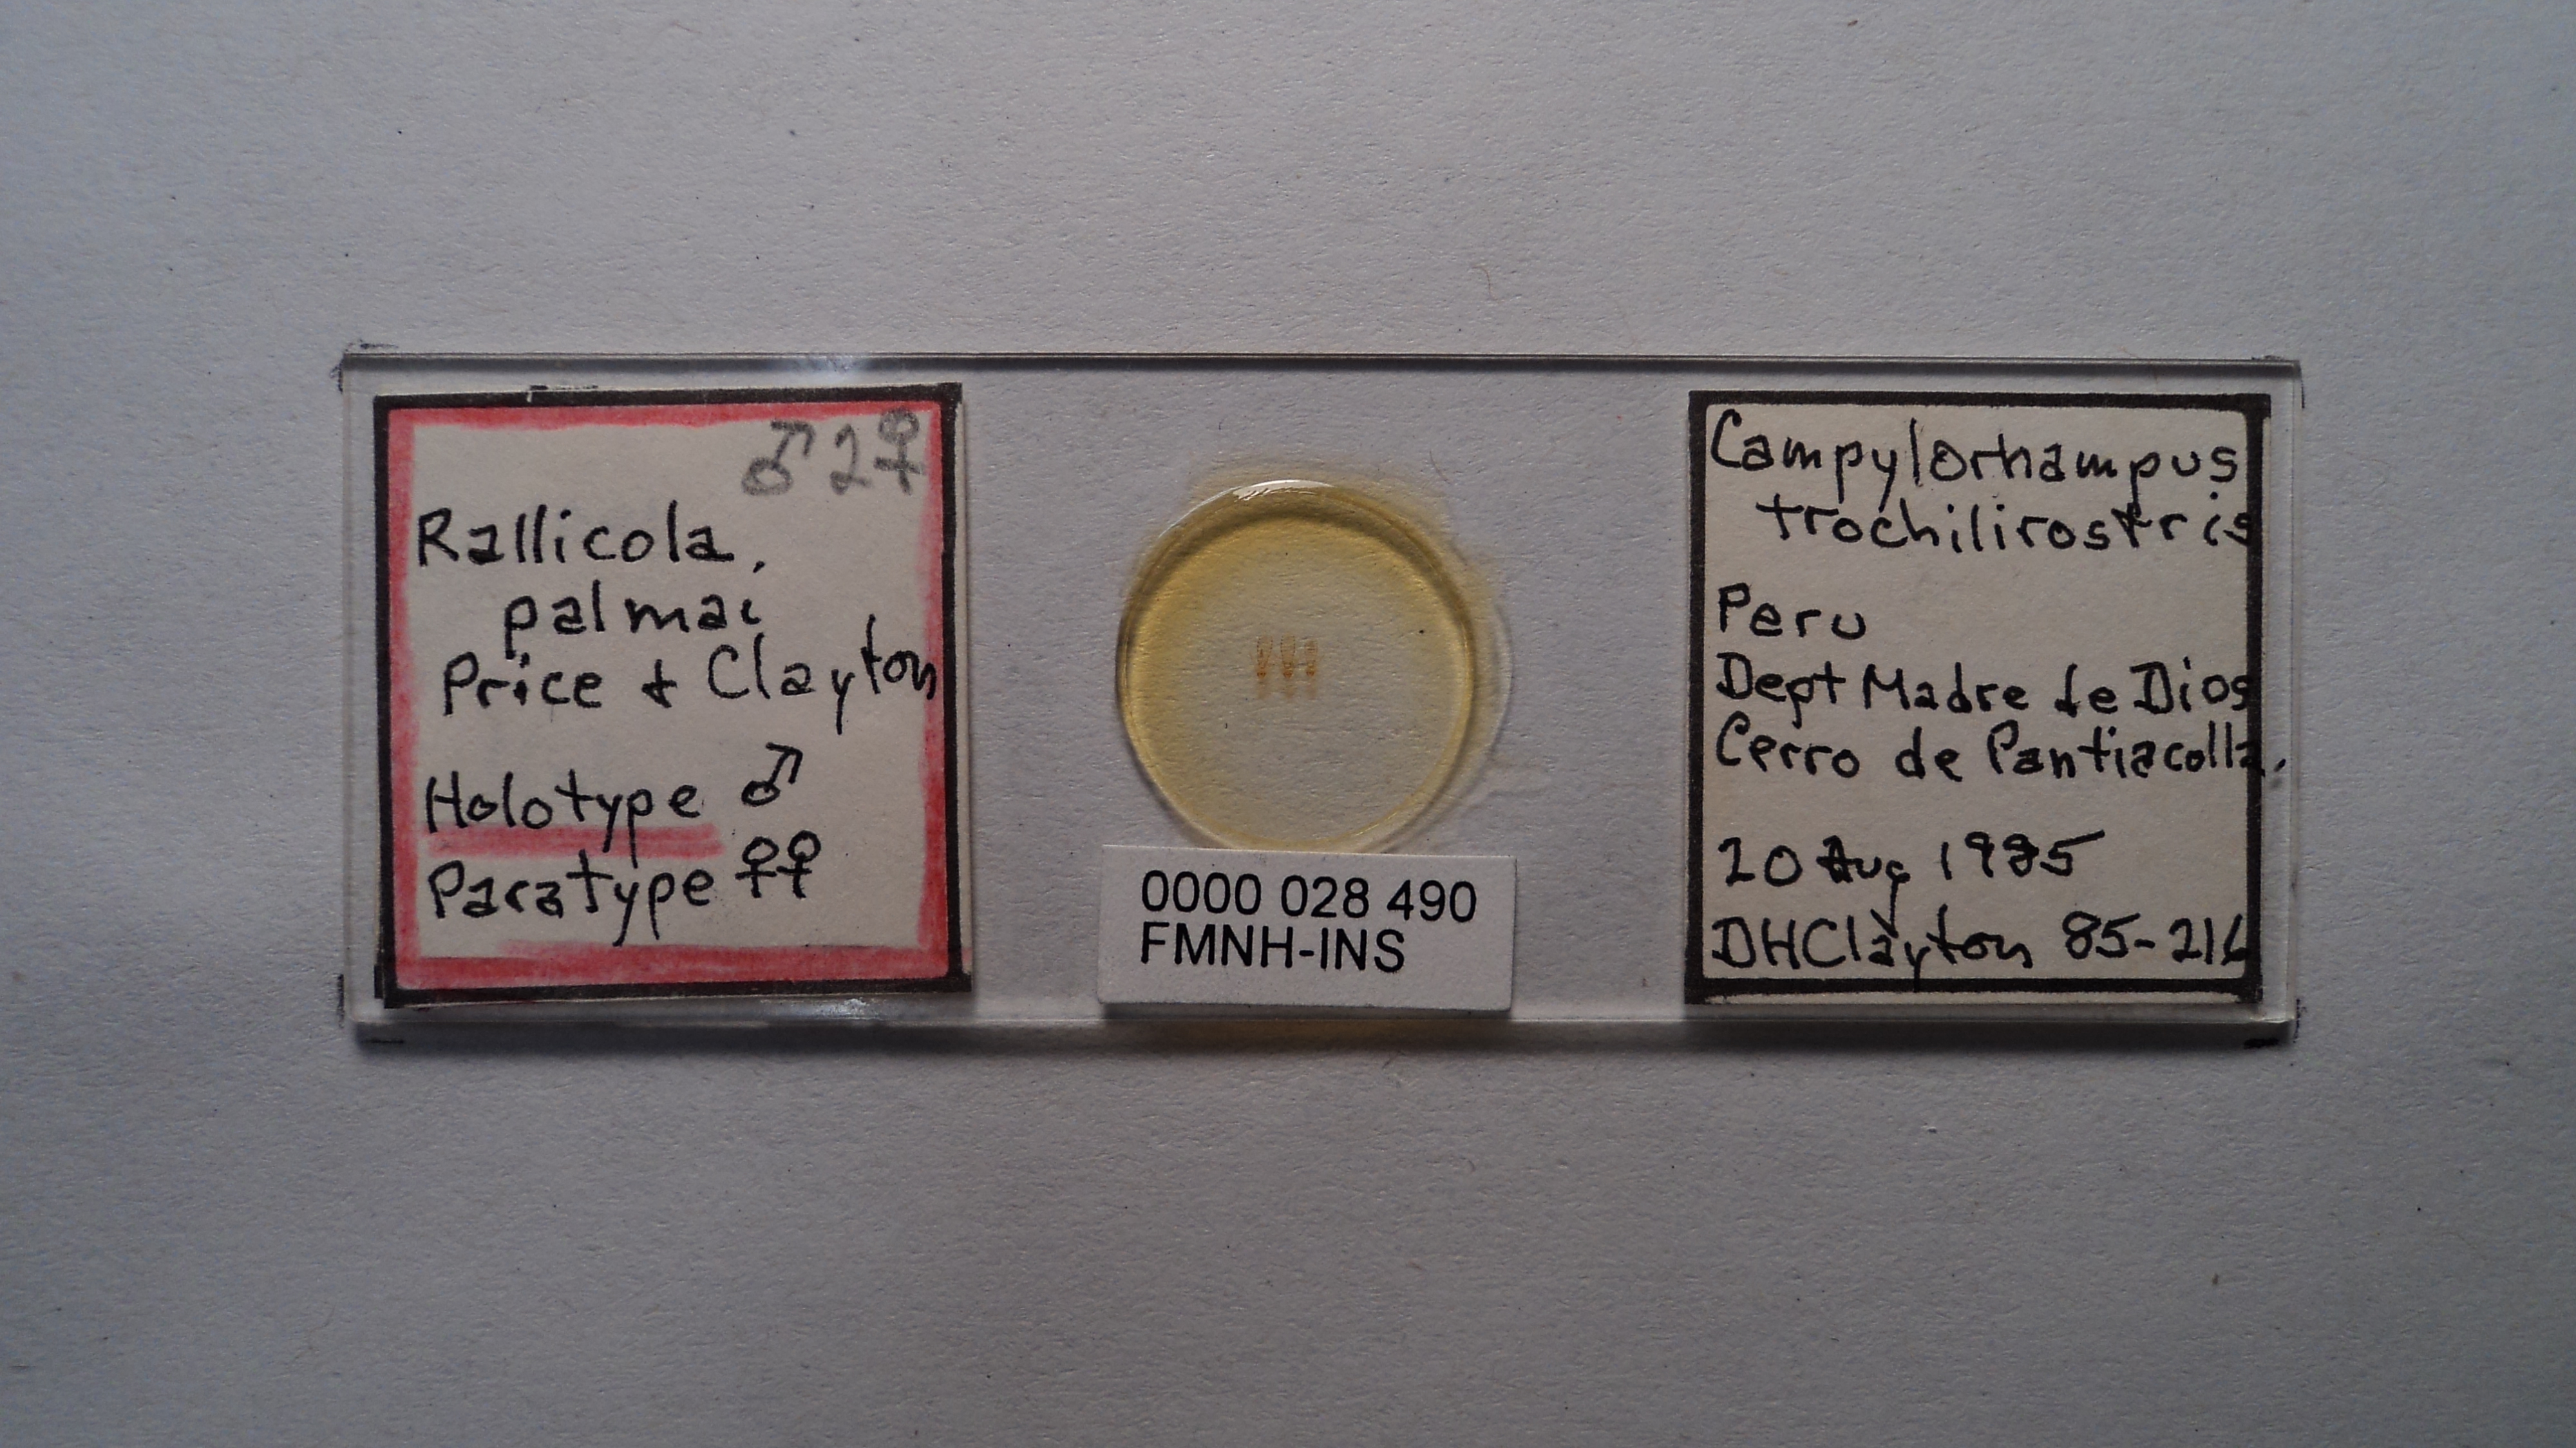 ♂ 2♀
Rallicola
palmai
Price & Clayton
Holotype ♂
Paratype ♀♀
0000 028 490
FMNH-INS
Campylorhampus
trochilirostris
Peru
Dept Madre de Dios
Cerro de Pantiacolla.
20 Aug 1985
DHClayton 85-216